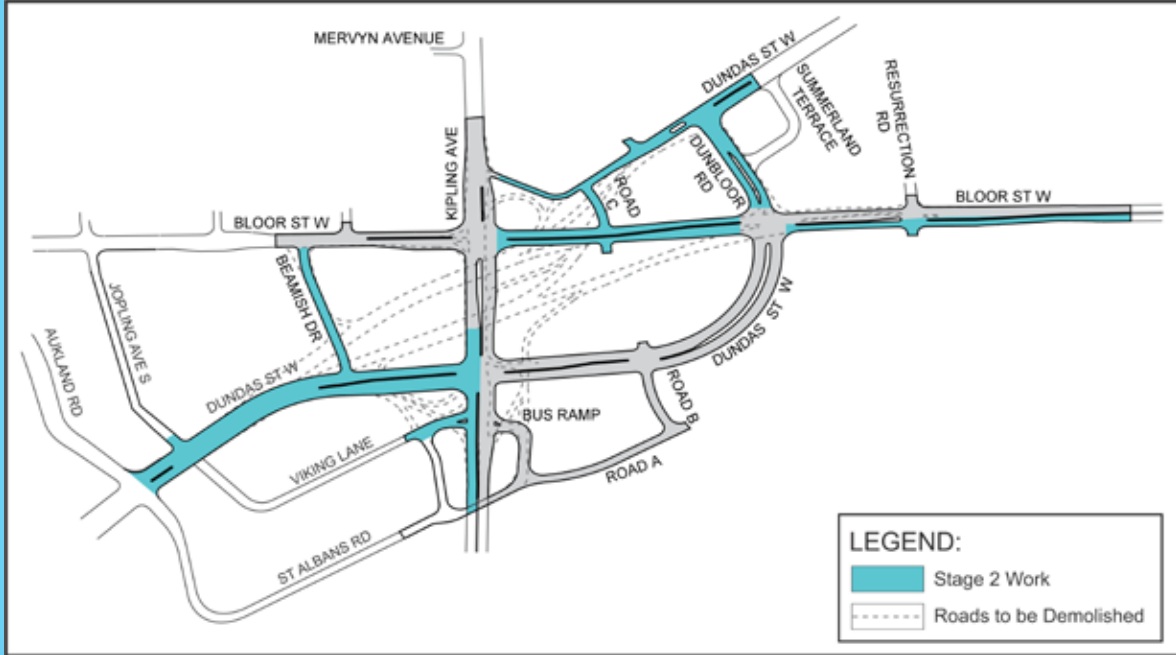 MERVYN AVENUE
DUNDAS ST W
SUMMERLAND
TERRACE
RESURRECTION
RD
KIPLING AVE
DUNBLOOR
RD
ROAD
C
BLOOR ST W
BLOOR ST W
BEAMISH DR
JOPLING AVE S
AUKLAND RD
DUNDAS ST W
DUNDAS ST W
ROAD B
BUS RAMP
VIKING LANE
ROAD A
ST ALBANS RD
LEGEND:
Stage 2 Work
Roads to be Demolished